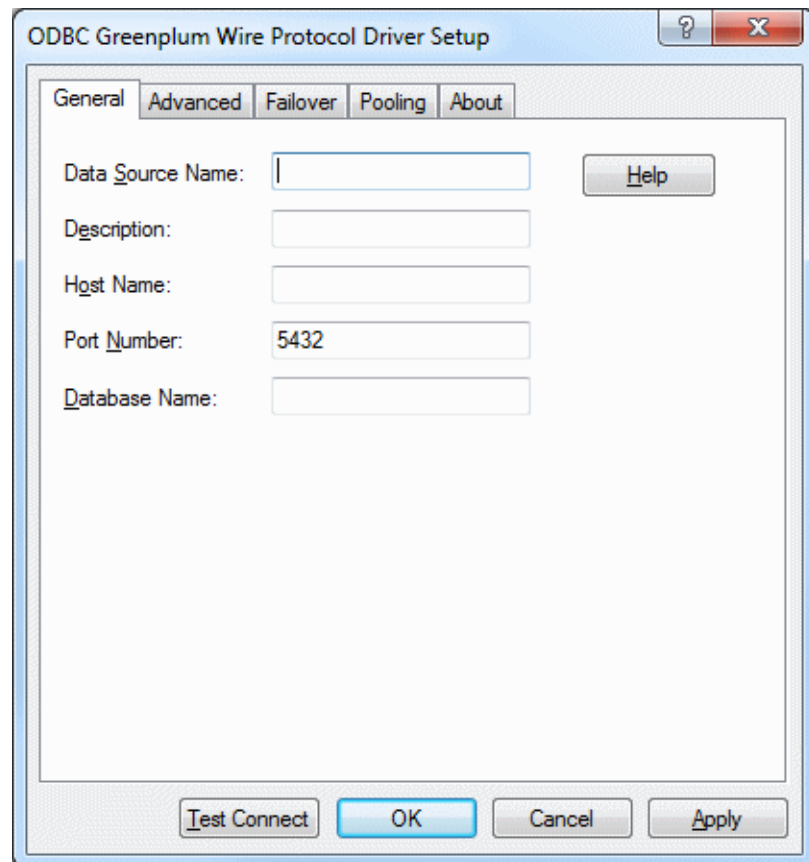 ODBC Greenplum Wire Protocol Driver Setup
? X
General Advanced Failover Pooling About
Data Source Name: Help
Description:
Host Name:
Port Number: 5432
Database Name:
Test Connect OK Cancel Apply